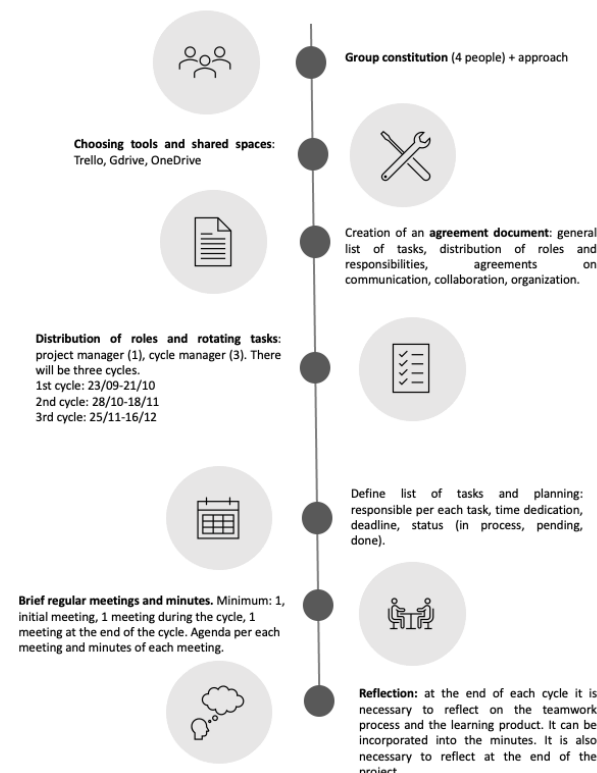 Group constitution (4 people) + approach
Choosing tools and shared spaces:
Trello, Gdrive, OneDrive
Creation of an agreement document: general
list of tasks, distribution of roles and
responsibilities, agreements on
communication, collaboration, organization.
Distribution of roles and rotating tasks:
project manager (1), cycle manager (3). There
will be three cycles.
1st cycle: 23/09-21/10
2nd cycle: 28/10-18/11
3rd cycle: 25/11-16/12
Define list of tasks and planning:
responsible per each task, time dedication,
deadline, status (in process, pending,
done).
Brief regular meetings and minutes. Minimum: 1,
initial meeting, 1 meeting during the cycle, 1
meeting at the end of the cycle. Agenda per each
meeting and minutes of each meeting.
Reflection: at the end of each cycle it is
necessary to reflect on the teamwork
process and the learning product. It can be
incorporated into the minutes. It is also
necessary to reflect at the end of the
project.